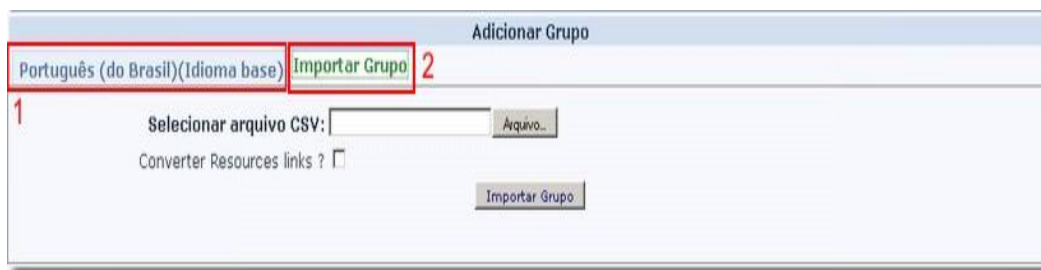 Adicionar Grupo
Português (do Brasil)(Idioma base) Importar Grupo 2
1
Selecionar arquivo CSV: Arquivo...
Converter Resources links ?
Importar Grupo